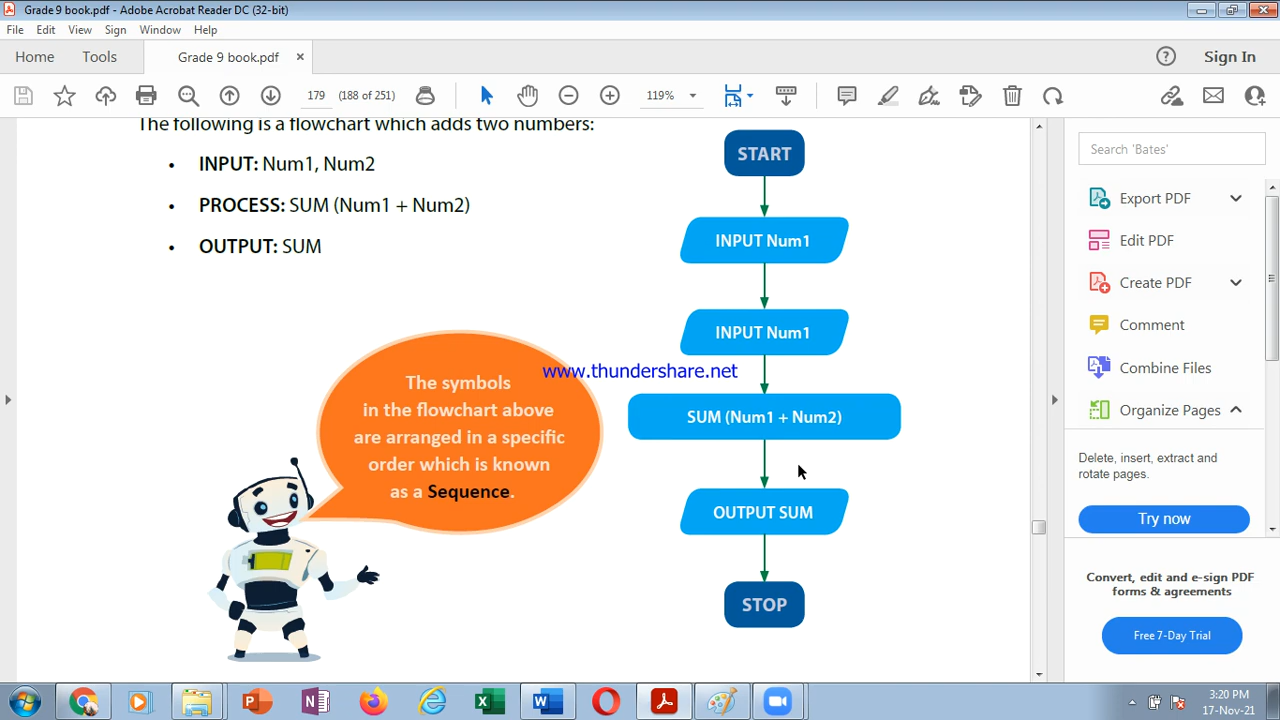 Grade 9 book.pdf - Adobe Acrobat Reader DC (32-bit)
File Edit View Sign Window Help
Home Tools Grade 9 book.pdf × Sign In
179 (188 of 251) 119%
The following is a flowchart which adds two numbers:
• INPUT: Num1, Num2
• PROCESS: SUM (Num1 + Num2)
• OUTPUT: SUM
The symbols
in the flowchart above
are arranged in a specific
order which is known
as a Sequence.
START
INPUT Num1
INPUT Num1
www.thundershare.net
SUM (Num1 + Num2)
OUTPUT SUM
STOP
Search 'Bates'
Export PDF
Edit PDF
Create PDF
Comment
Combine Files
Organize Pages
Delete, insert, extract and
rotate pages.
Try now
Convert, edit and e-sign PDF
forms & agreements
Free 7-Day Trial
3:20 PM
17-Nov-21